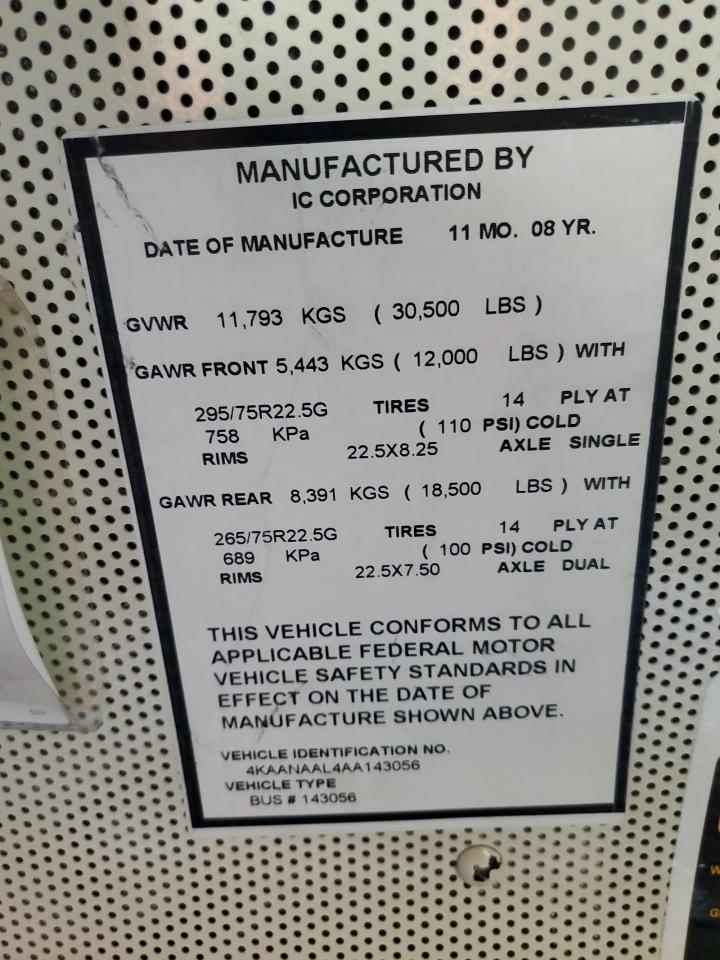 MANUFACTURED BY
IC CORPORATION
DATE OF MANUFACTURE 11 MO. 08 YR.
GVWR 11,793 KGS ( 30,500 LBS )
GAWR FRONT 5,443 KGS ( 12,000 LBS ) WITH
295/75R22.5G TIRES 14 PLY AT
758 KPa ( 110 PSI) COLD
RIMS 22.5X8.25 AXLE SINGLE
GAWR REAR 8,391 KGS ( 18,500 LBS ) WITH
265/75R22.5G TIRES 14 PLY AT
689 KPa ( 100 PSI) COLD
RIMS 22.5X7.50 AXLE DUAL
THIS VEHICLE CONFORMS TO ALL
APPLICABLE FEDERAL MOTOR
VEHICLE SAFETY STANDARDS IN
EFFECT ON THE DATE OF
MANUFACTURE SHOWN ABOVE.
VEHICLE IDENTIFICATION NO.
4KAANAAL4AA143056
VEHICLE TYPE
BUS # 143056